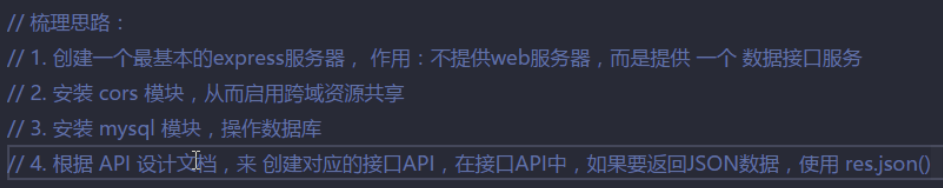 // 梳理思路：
// 1. 创建一个最基本的express服务器， 作用：不提供web服务器，而是提供 一个 数据接口服务
// 2. 安装 cors 模块，从而启用跨域资源共享
// 3. 安装 mysql 模块，操作数据库
// 4. 根据 API 设计文档，来 创建对应的接口API，在接口API中，如果要返回JSON数据，使用 res.json()